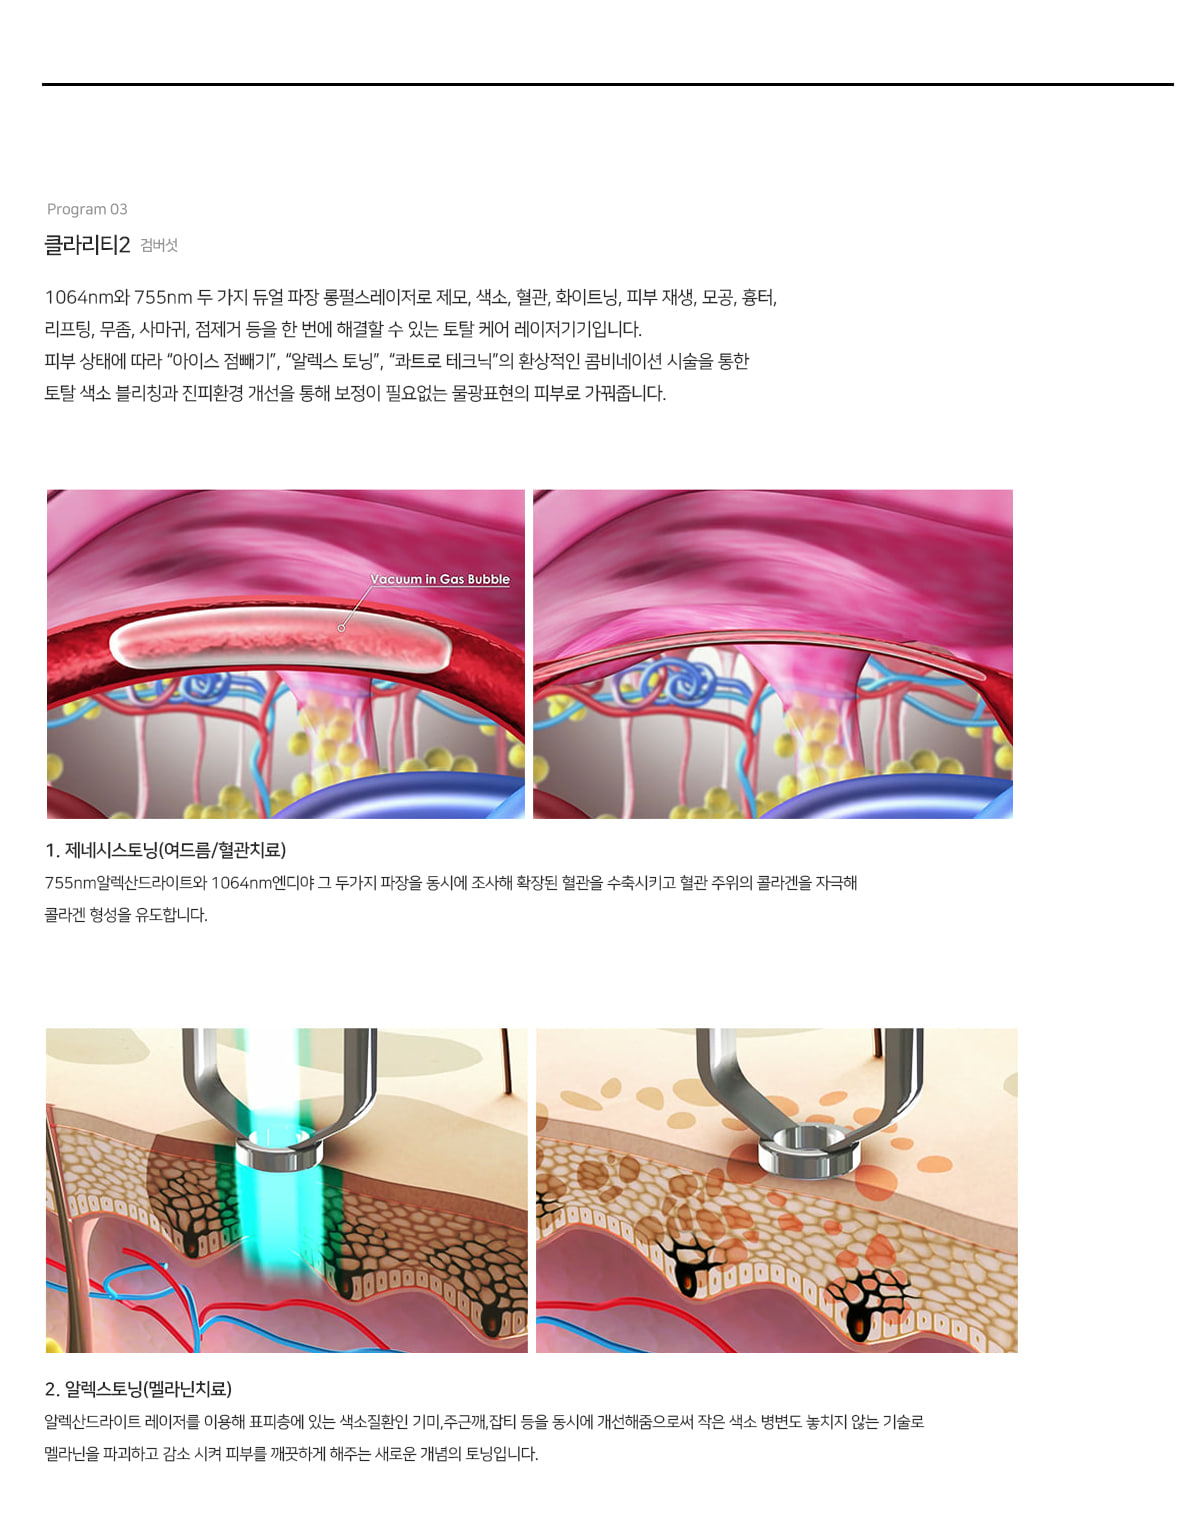 Program 03
클라리티2 검버섯
1064nm와 755nm 두 가지 듀얼 파장 롱펄스레이저로 제모, 색소, 혈관, 화이트닝, 피부 재생, 모공, 흉터,
리프팅, 무좀, 사마귀, 점제거 등을 한 번에 해결할 수 있는 토탈 케어 레이저기기입니다.
피부 상태에 따라 “아이스 점빼기”, “알렉스 토닝”, “콰트로 테크닉”의 환상적인 콤비네이션 시술을 통한
토탈 색소 블리칭과 진피환경 개선을 통해 보정이 필요없는 물광표현의 피부로 가꿔줍니다.
Vacuum in Gas Bubble
1. 제네시스토닝(여드름/혈관치료)
755nm알렉산드라이트와 1064nm엔디야 그 두가지 파장을 동시에 조사해 확장된 혈관을 수축시키고 혈관 주위의 콜라겐을 자극해
콜라겐 형성을 유도합니다.
2. 알렉스토닝(멜라닌치료)
알렉산드라이트 레이저를 이용해 표피층에 있는 색소질환인 기미,주근깨,잡티 등을 동시에 개선해줌으로써 작은 색소 병변도 놓치지 않는 기술로
멜라닌을 파괴하고 감소 시켜 피부를 깨끗하게 해주는 새로운 개념의 토닝입니다.